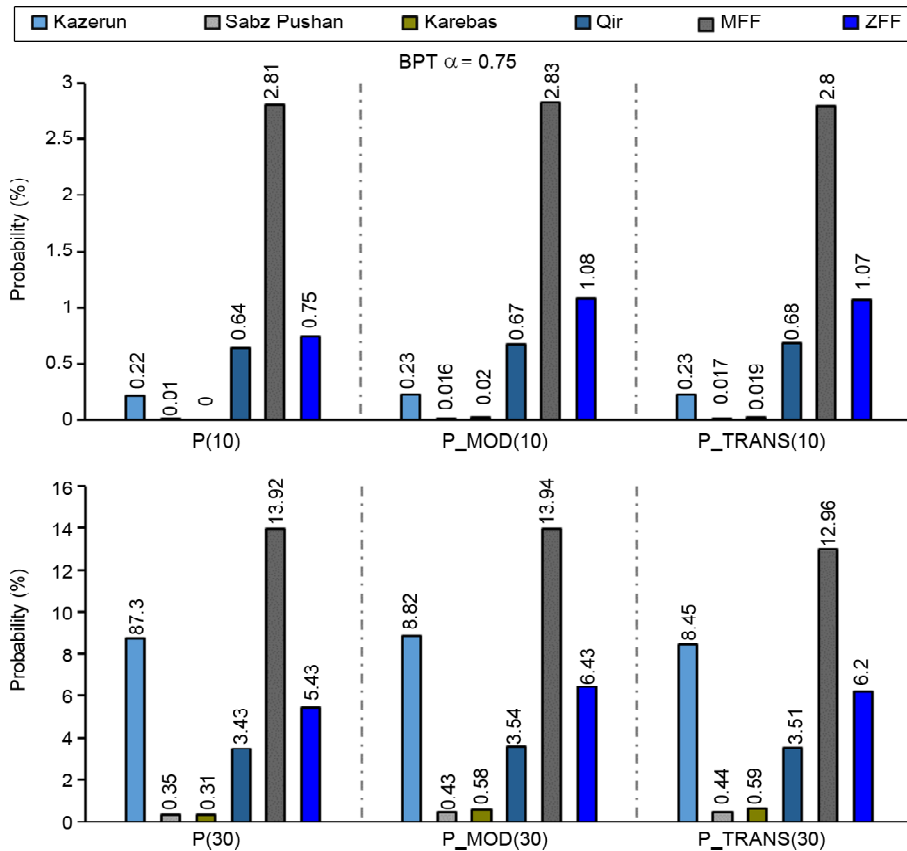 Kazerun Sabz Pushan Karebas Qir MFF ZFF
BPT α = 0.75
Probability (%)
3
2.5
2
1.5
1
0.5
0
0.22 0.01 0 0.64 2.81 0.75
0.23 0.016 0.02 0.67 2.83 1.08
0.23 0.017 0.019 0.68 2.8 1.07
P(10) P_MOD(10) P_TRANS(10)
Probability (%)
16
14
12
10
8
6
4
2
0
87.3 0.35 0.31 3.43 13.92 5.43
8.82 0.43 0.58 3.54 13.94 6.43
8.45 0.44 0.59 3.51 12.96 6.2
P(30) P_MOD(30) P_TRANS(30)